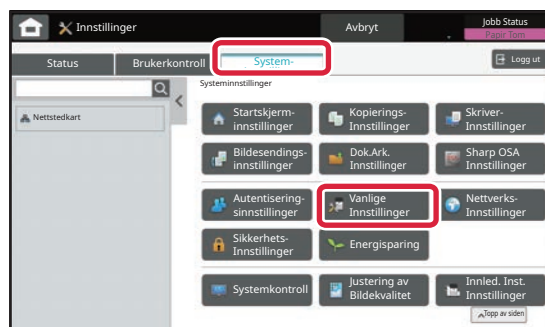 Innstillinger
Avbryt
Jobb Status
Papir Tom
Status
Brukerkontroll
System-
Logg ut
Systeminnstillinger
Nettstedkart
Startskjerm-
innstillinger
Kopierings-
Innstillinger
Skriver-
Innstillinger
Bildesendings-
innstillinger
Dok.Ark.
Innstillinger
Sharp OSA
Innstillinger
Autentisering-
sinnstillinger
Vanlige
Innstillinger
Nettverks-
Innstillinger
Sikkerhets-
Innstillinger
Energisparing
Systemkontroll
Justering av
Bildekvalitet
Innled. Inst.
Innstillinger
Topp av siden